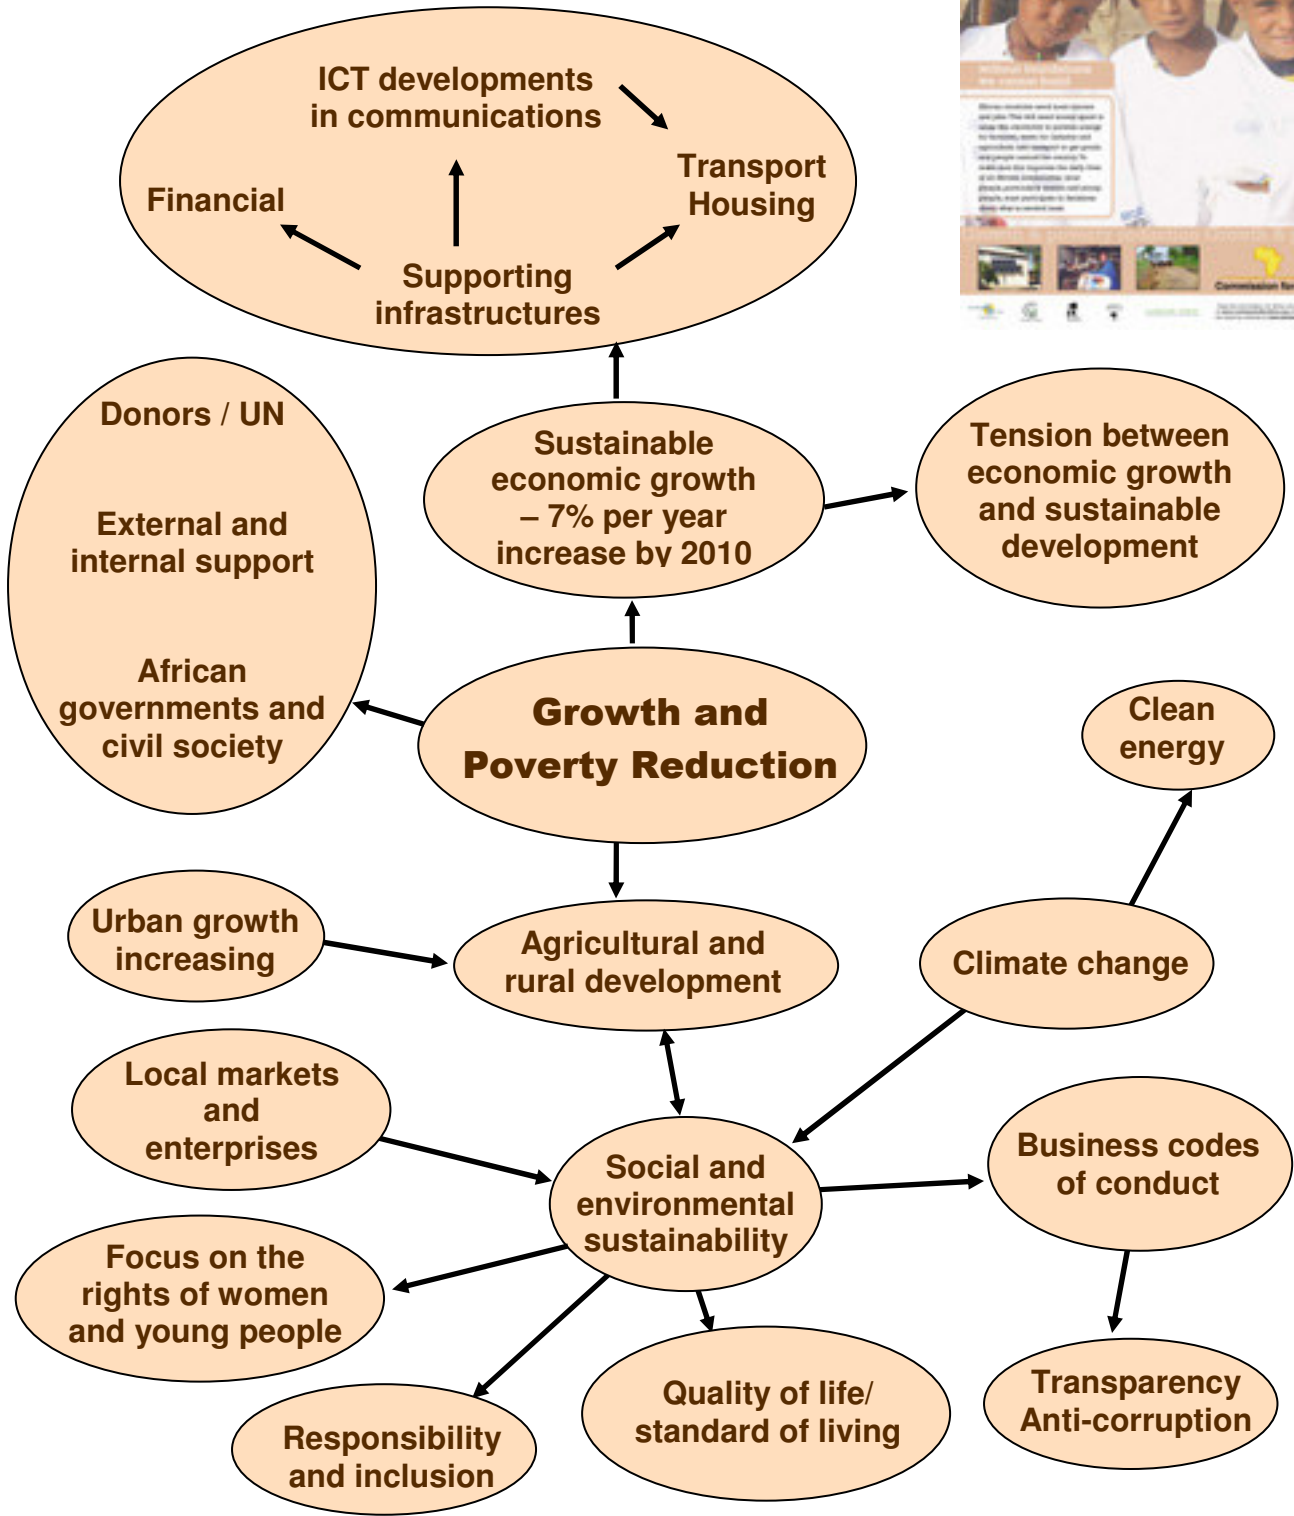 ICT developments
in communications
Transport
Housing
Financial
Supporting
infrastructures
Commission for
Donors / UN
External and
internal support
African
governments and
civil society
Sustainable
economic growth
– 7% per year
increase by 2010
Tension between
economic growth
and sustainable
development
Growth and
Poverty Reduction
Clean
energy
Urban growth
increasing
Agricultural and
rural development
Climate change
Local markets
and
enterprises
Social and
environmental
sustainability
Business codes
of conduct
Focus on the
rights of women
and young people
Responsibility
and inclusion
Quality of life/
standard of living
Transparency
Anti-corruption